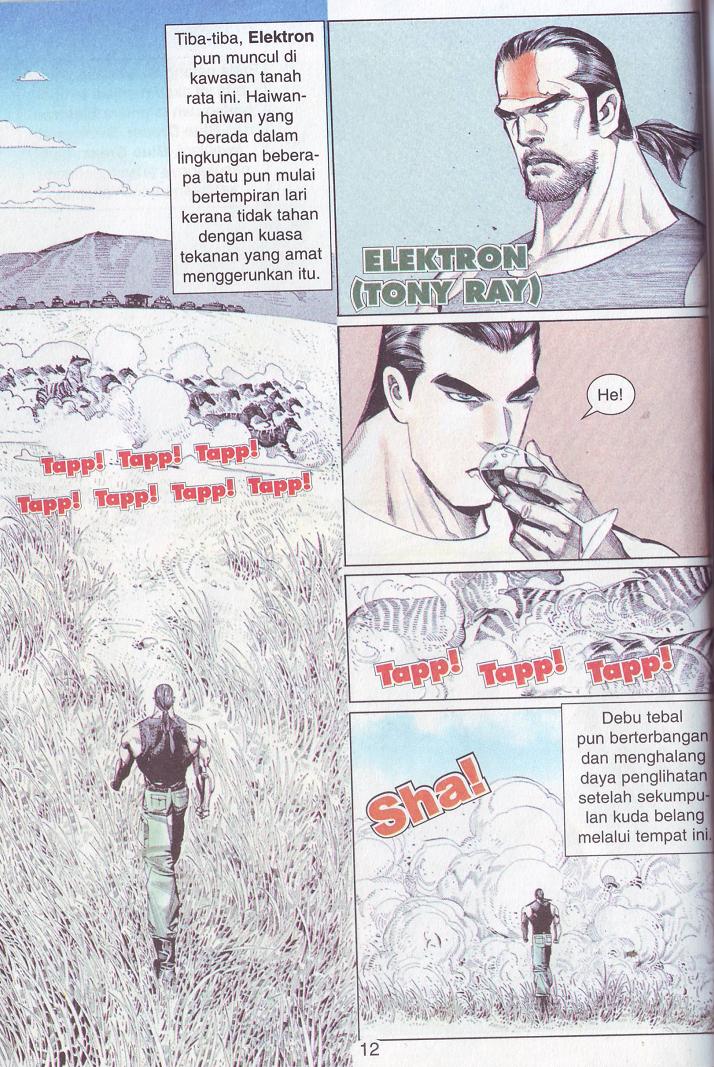 Tiba-tiba, Elektron
pun muncul di
kawasan tanah
rata ini. Haiwan-
haiwan yang
berada dalam
lingkungan bebera-
pa batu pun mulai
bertempiran lari
kerana tidak tahan
dengan kuasa
tekanan yang amat
menggerunkan itu.
ELEKTRON
(TONY RAY)
Tapp! Tapp! Tapp!
Tapp! Tapp! Tapp! Tapp!
He!
Tapp! Tapp! Tapp!
Debu tebal
pun berterbangan
dan menghalang
daya penglihatan
setelah sekumpu-
lan kuda belang
melalui tempat ini.
Sha!
12